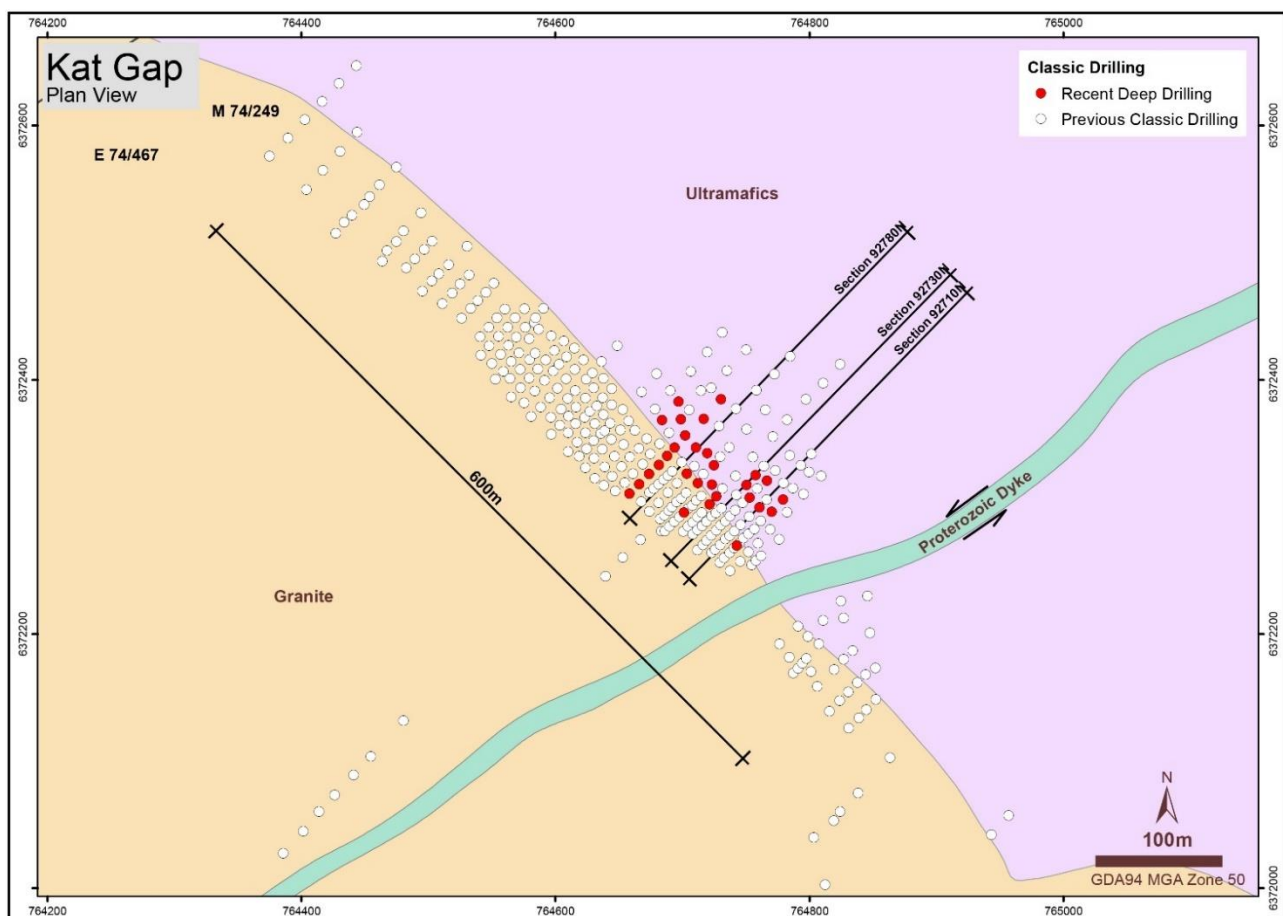 764200 764400 764600 764800 765000
Kat Gap
Plan View
Classic Drilling
Recent Deep Drilling
Previous Classic Drilling
6372600 6372600
M 74/249
E 74/467
Ultramafics
Section 92780N
Section 92730N
Section 92710N
6372400 6372400
600m
Proterozoic Dyke
Granite
6372200 6372200
N
100m
GDA94 MGA Zone 50
6372000 6372000
764200 764400 764600 764800 765000